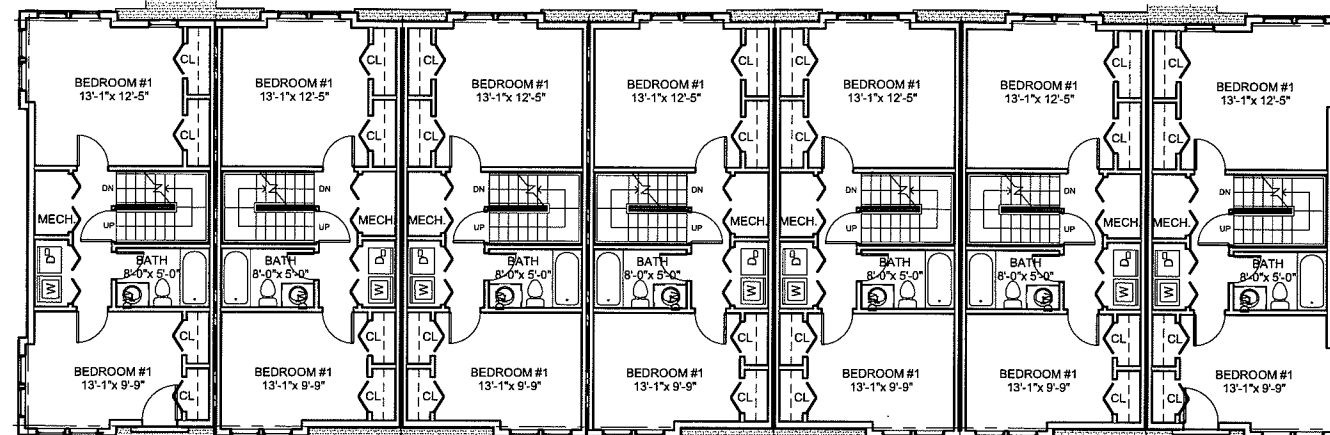 CL CL CL CL CL CL CL
BEDROOM #1 BEDROOM #1 BEDROOM #1 BEDROOM #1 BEDROOM #1 BEDROOM #1 BEDROOM #1
13'-1"x 12'-5" 13'-1"x 12'-5" 13'-1"x 12'-5" 13'-1"x 12'-5" 13'-1"x 12'-5" 13'-1"x 12'-5" 13'-1"x 12'-5"
CL CL CL CL CL CL CL
DN DN DN DN DN DN DN
MECH. MECH. MECH. MECH. MECH. MECH. MECH.
UP UP UP UP UP UP UP
D D D D D D D
BATH BATH BATH BATH BATH BATH BATH
8'-0"x 5'-0" 8'-0"x 5'-0" 8'-0"x 5'-0" 8'-0"x 5'-0" 8'-0"x 5'-0" 8'-0"x 5'-0" 8'-0"x 5'-0"
W W W W W W W
CL CL CL CL CL CL CL
BEDROOM #1 BEDROOM #1 BEDROOM #1 BEDROOM #1 BEDROOM #1 BEDROOM #1 BEDROOM #1
13'-1"x 9'-9" 13'-1"x 9'-9" 13'-1"x 9'-9" 13'-1"x 9'-9" 13'-1"x 9'-9" 13'-1"x 9'-9" 13'-1"x 9'-9"
CL CL CL CL CL CL CL